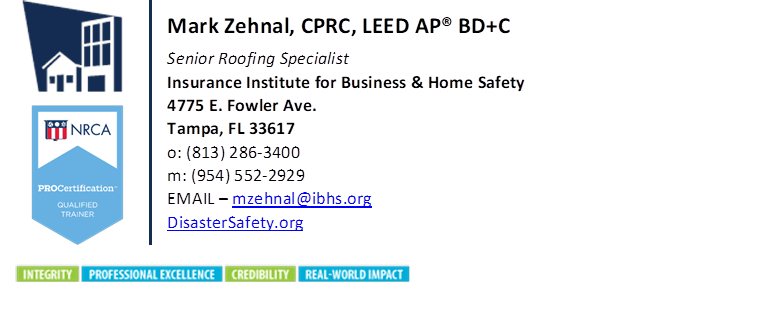 Mark Zehnal, CPRC, LEED AP® BD+C
Senior Roofing Specialist
Insurance Institute for Business & Home Safety
4775 E. Fowler Ave.
Tampa, FL 33617
o: (813) 286-3400
m: (954) 552-2929
EMAIL – mzehnal@ibhs.org
DisasterSafety.org
NRCA
PROCertification™
QUALIFIED
TRAINER
INTEGRITY PROFESSIONAL EXCELLENCE CREDIBILITY REAL-WORLD IMPACT